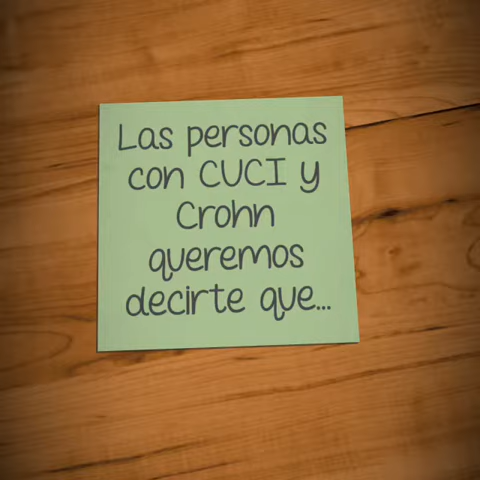 Las personas
con CUCI y
Crohn
queremos
decirte que...